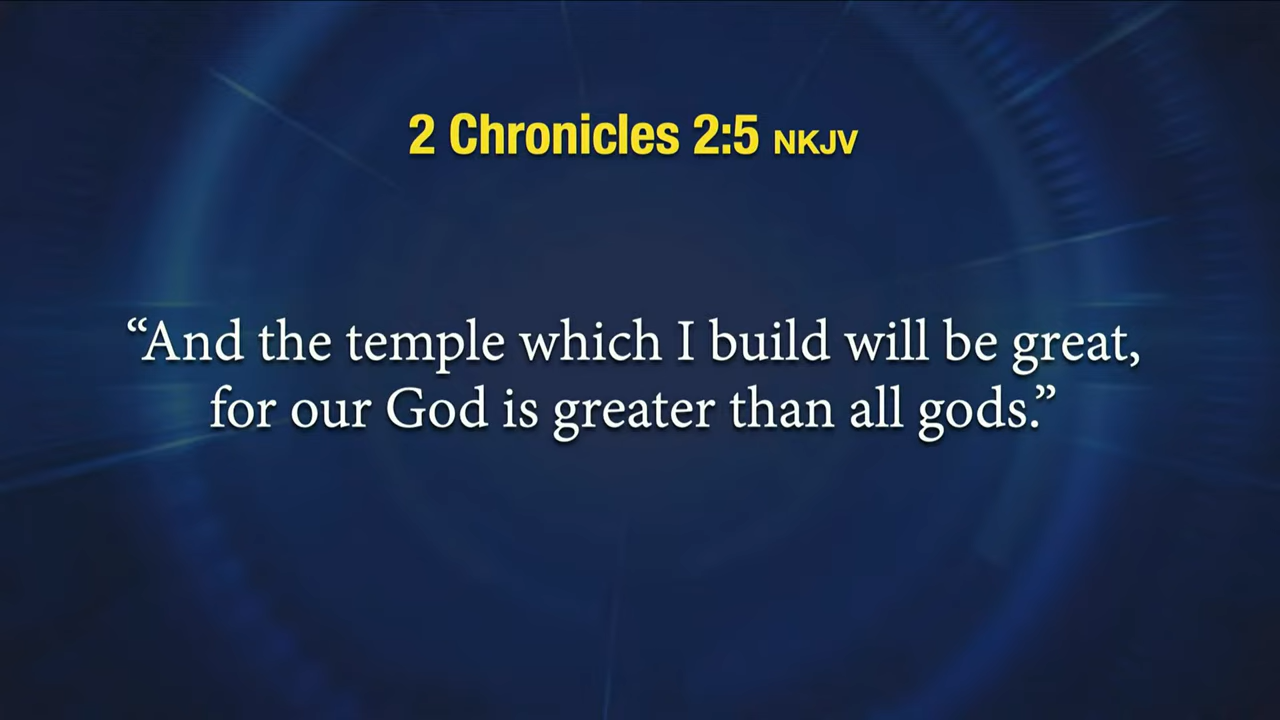 2 Chronicles 2:5 NKJV
“And the temple which I build will be great,
for our God is greater than all gods.”